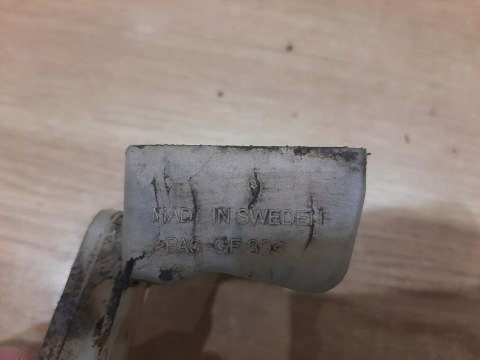 MADE IN SWEDEN
>PA6-GF 30<